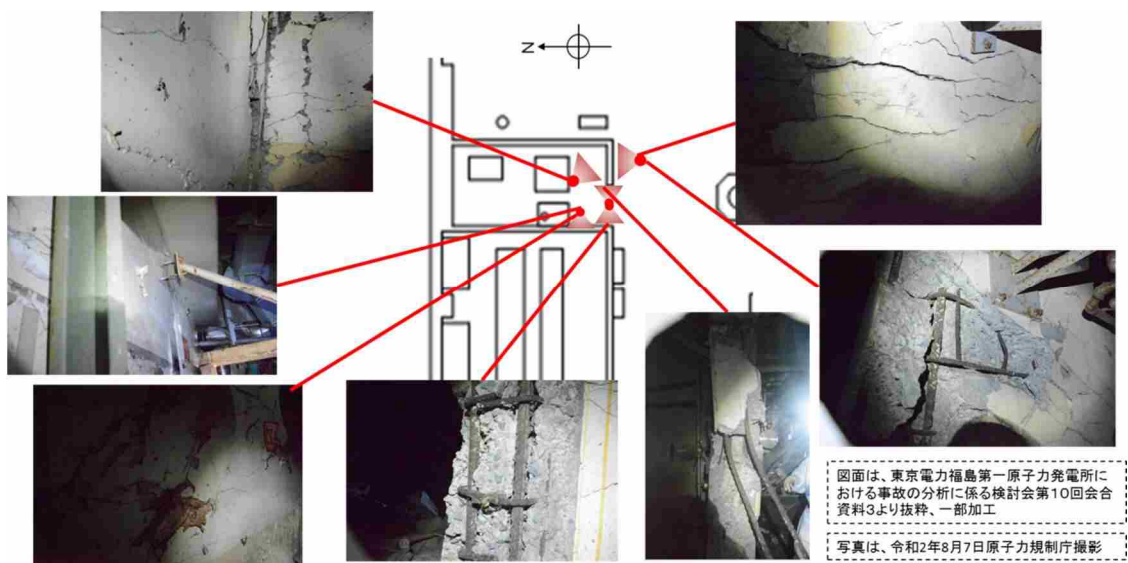 N
図面は、東京電力福島第一原子力発電所に
おける事故の分析に係る検討会第10回会合
資料3より抜粋、一部加工
写真は、令和2年8月7日原子力規制庁撮影